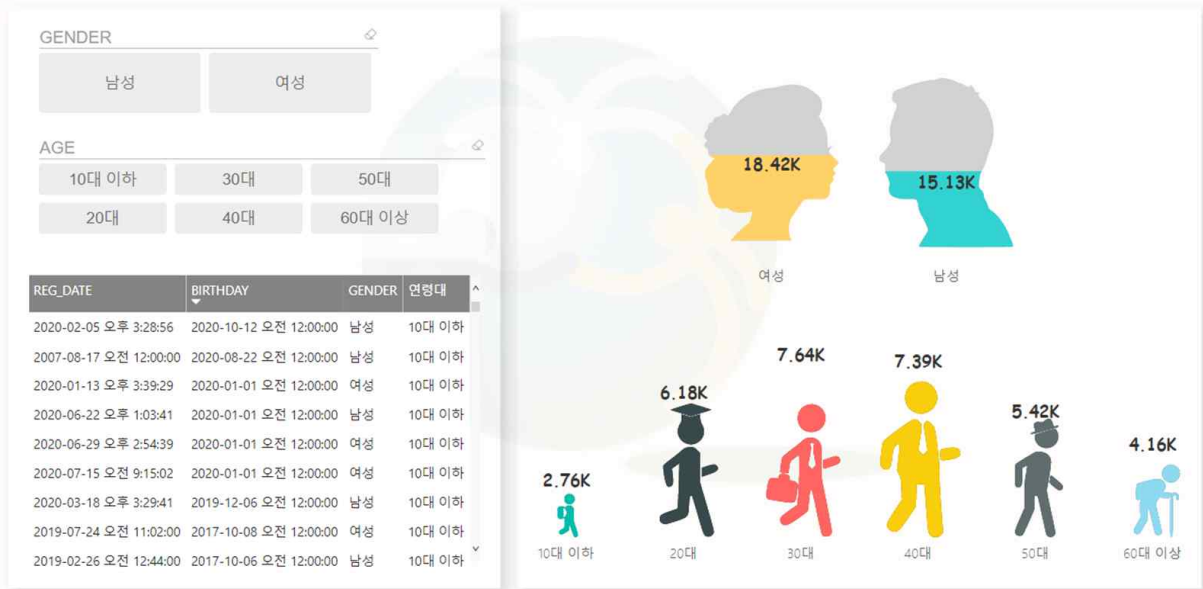 GENDER
남성 여성
AGE
10대 이하 30대 50대
20대 40대 60대 이상
REG_DATE BIRTHDAY GENDER 연령대
2020-02-05 오후 3:28:56 2020-10-12 오전 12:00:00 남성 10대 이하
2007-08-17 오전 12:00:00 2020-08-22 오전 12:00:00 남성 10대 이하
2020-01-13 오후 3:39:29 2020-01-01 오전 12:00:00 여성 10대 이하
2020-06-22 오후 1:03:41 2020-01-01 오전 12:00:00 남성 10대 이하
2020-06-29 오후 2:54:39 2020-01-01 오전 12:00:00 여성 10대 이하
2020-07-15 오전 9:15:02 2020-01-01 오전 12:00:00 여성 10대 이하
2020-03-18 오후 3:29:41 2019-12-06 오전 12:00:00 남성 10대 이하
2019-07-24 오전 11:02:00 2017-10-08 오전 12:00:00 여성 10대 이하
2019-02-26 오전 12:44:00 2017-10-06 오전 12:00:00 남성 10대 이하
18.42K 15.13K
여성 남성
2.76K 6.18K 7.64K 7.39K 5.42K 4.16K
10대 이하 20대 30대 40대 50대 60대 이상